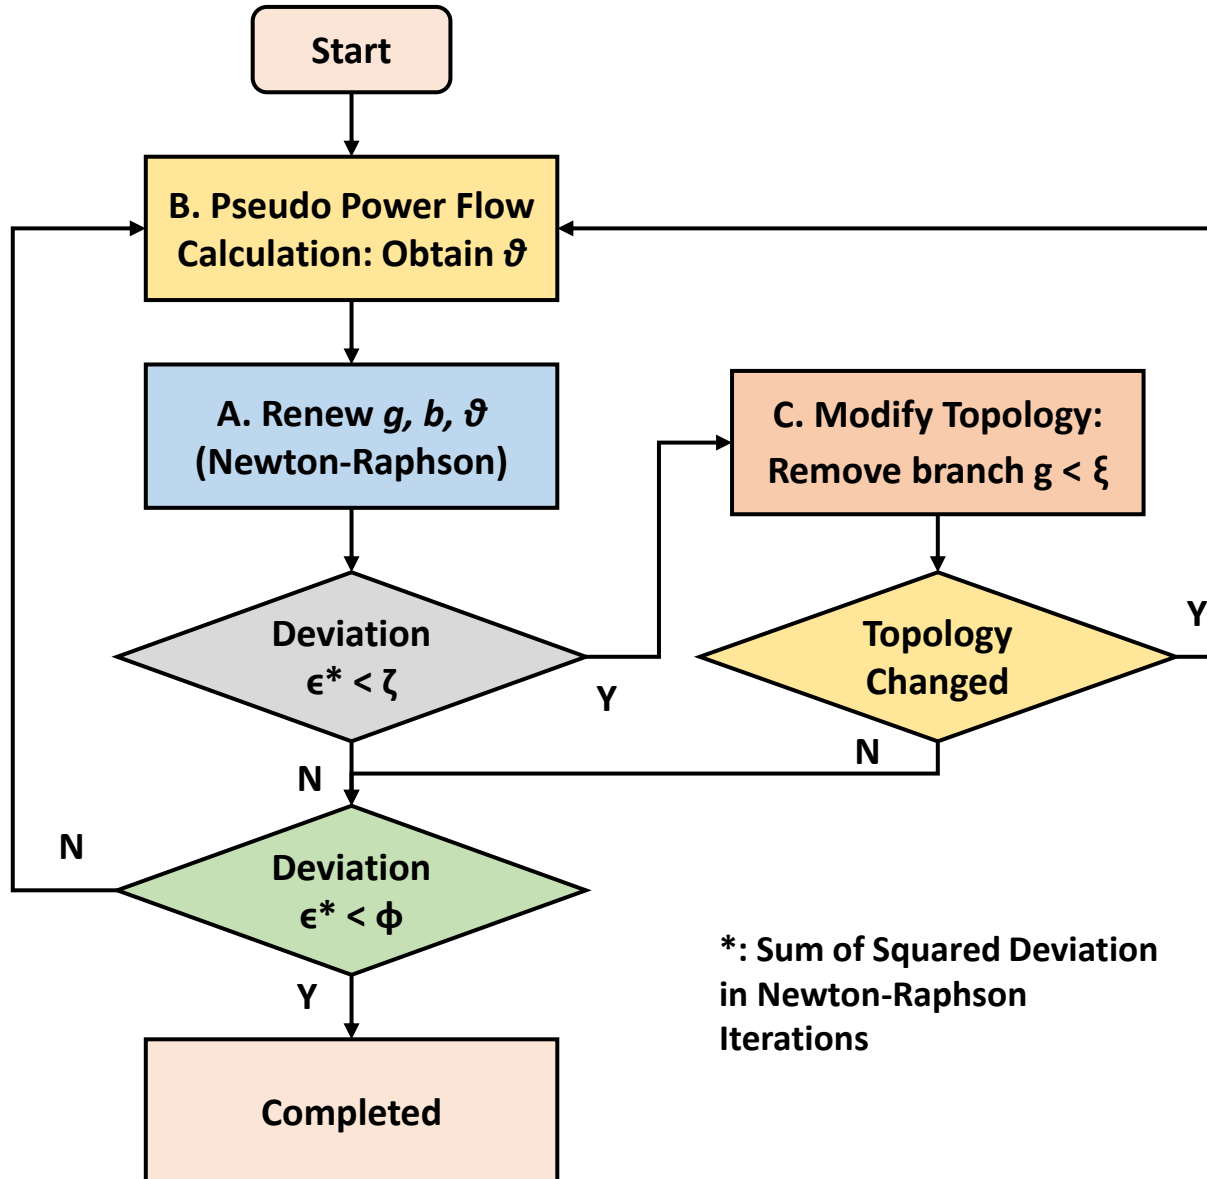 Start
B. Pseudo Power Flow
Calculation: Obtain ϑ
A. Renew g, b, ϑ
(Newton-Raphson)
C. Modify Topology:
Remove branch g < ξ
Deviation
ϵ* < ζ
Y
N
Topology
Changed
Y
N
Deviation
ϵ* < ϕ
N
Y
*: Sum of Squared Deviation
in Newton-Raphson
Iterations
Completed